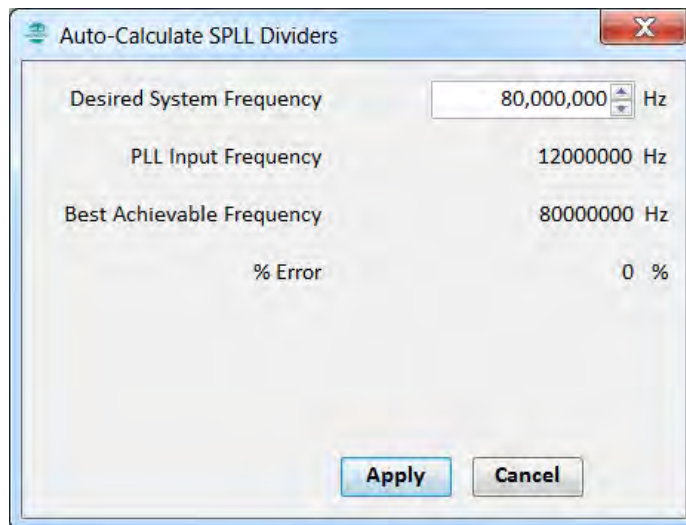 Auto-Calculate SPLL Dividers
Desired System Frequency 80,000,000 Hz
PLL Input Frequency 12000000 Hz
Best Achievable Frequency 80000000 Hz
% Error 0 %
Apply Cancel